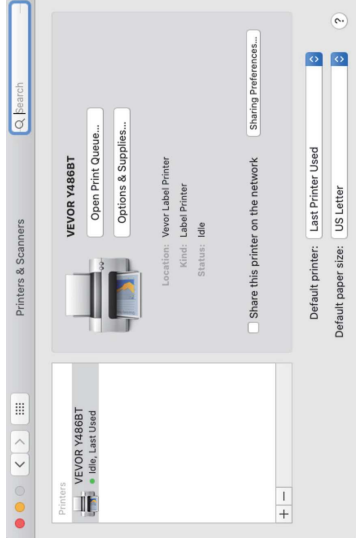 Printers & Scanners
Search
Printers
VEVOR Y486BT
Idle, Last Used
+ −
VEVOR Y486BT
Open Print Queue...
Options & Supplies...
Location: Vevor Label Printer
Kind: Label Printer
Status: Idle
Share this printer on the network
Sharing Preferences...
Default printer: Last Printer Used
Default paper size: US Letter
?